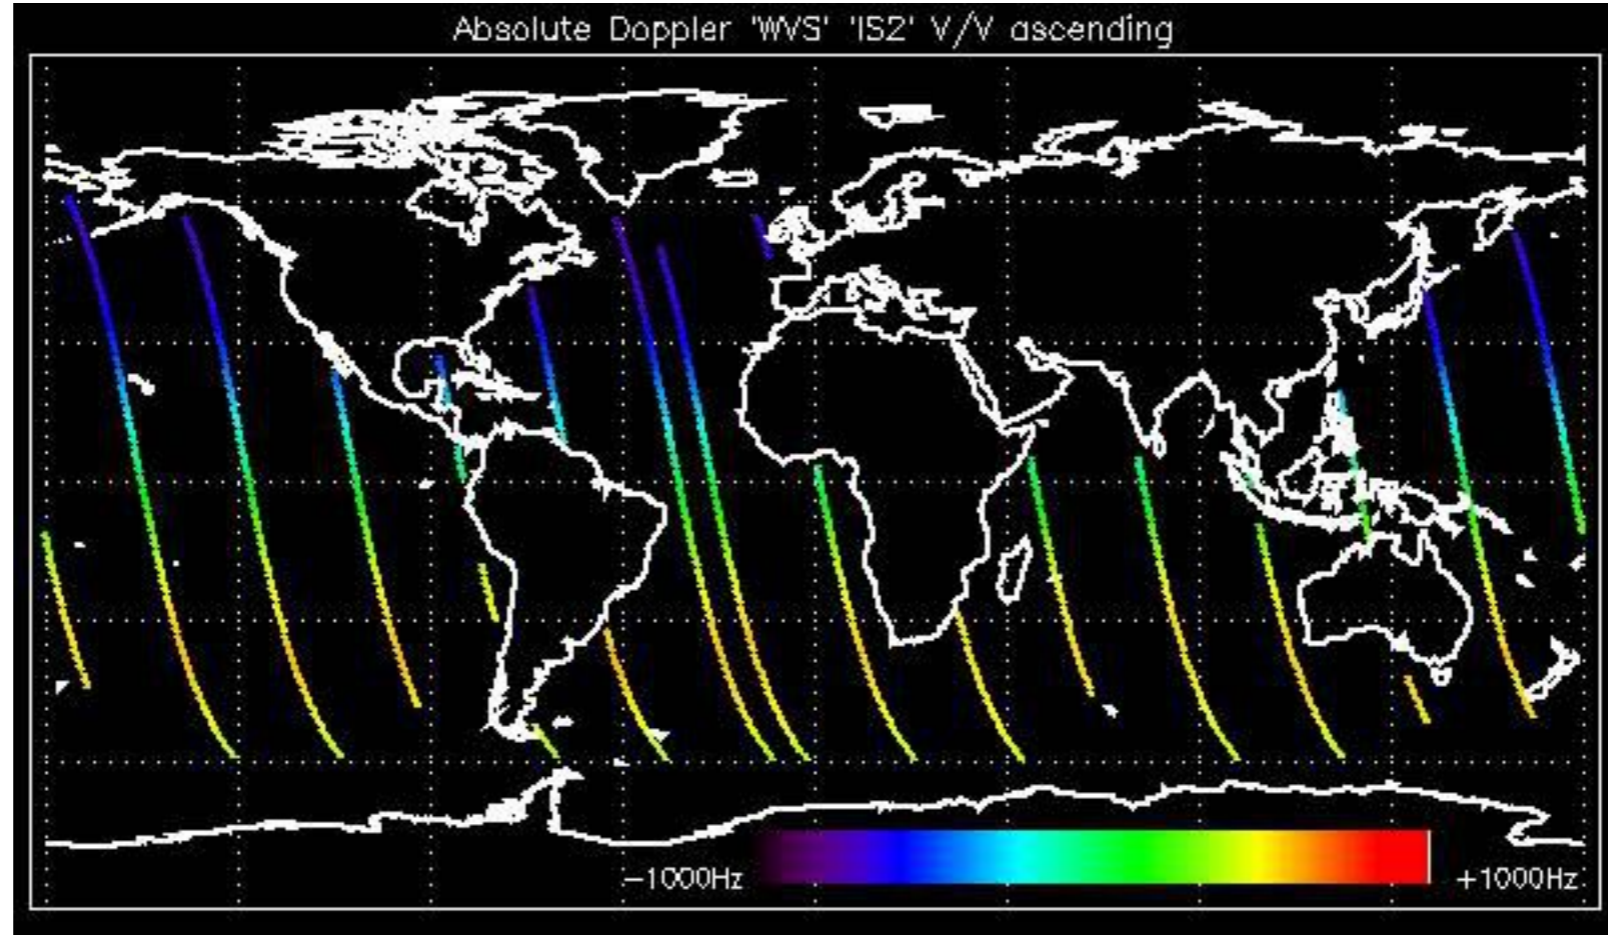 Absolute Doppler 'WVS' 'IS2' V/V ascending
-1000Hz
+1000Hz